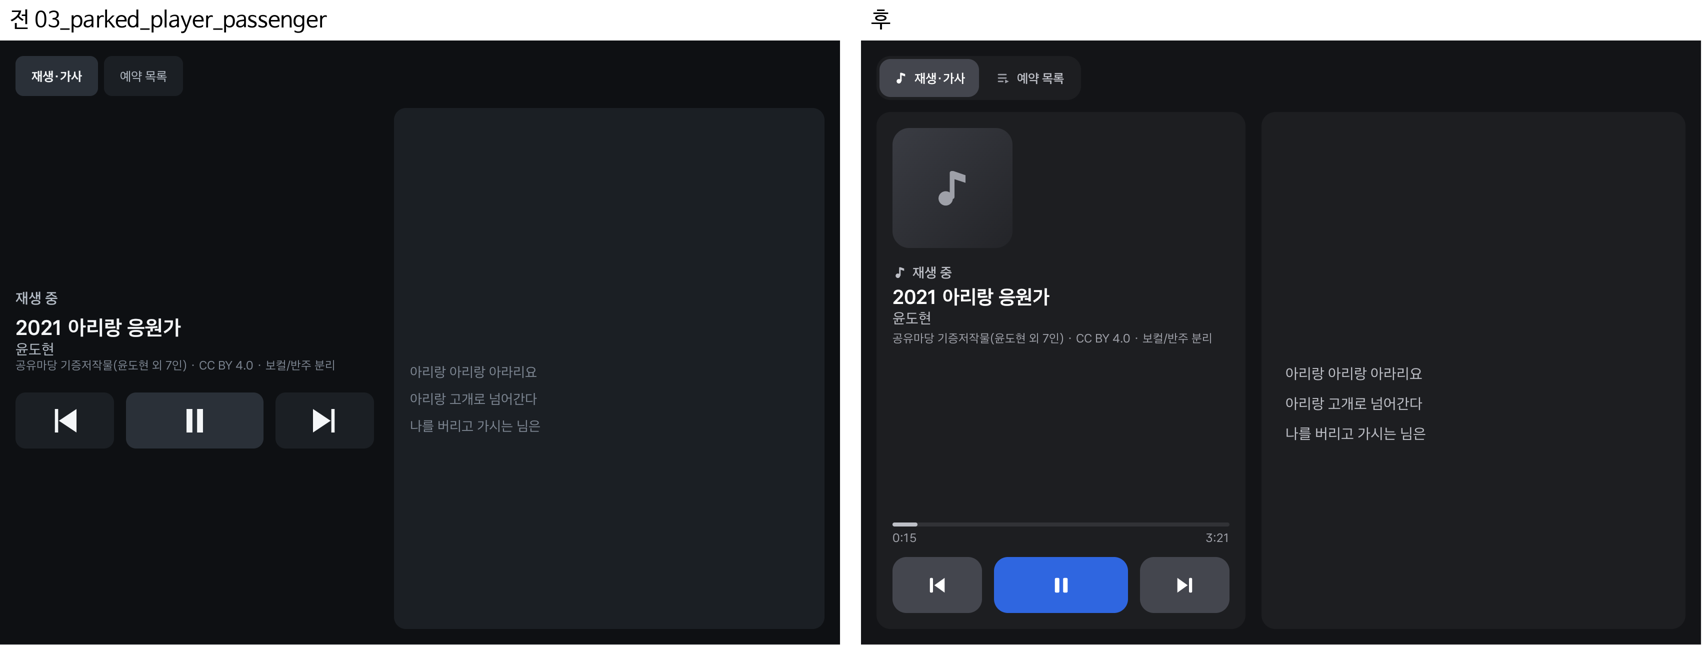 전 03_parked_player_passenger
재생·가사
예약 목록
재생 중
2021 아리랑 응원가
윤도현
공유마당 기증저작물(윤도현 외 7인) · CC BY 4.0 · 보컬/반주 분리
아리랑 아리랑 아라리요
아리랑 고개로 넘어간다
나를 버리고 가시는 님은
후
재생·가사
예약 목록
재생 중
2021 아리랑 응원가
윤도현
공유마당 기증저작물(윤도현 외 7인) · CC BY 4.0 · 보컬/반주 분리
0:15
3:21
아리랑 아리랑 아라리요
아리랑 고개로 넘어간다
나를 버리고 가시는 님은